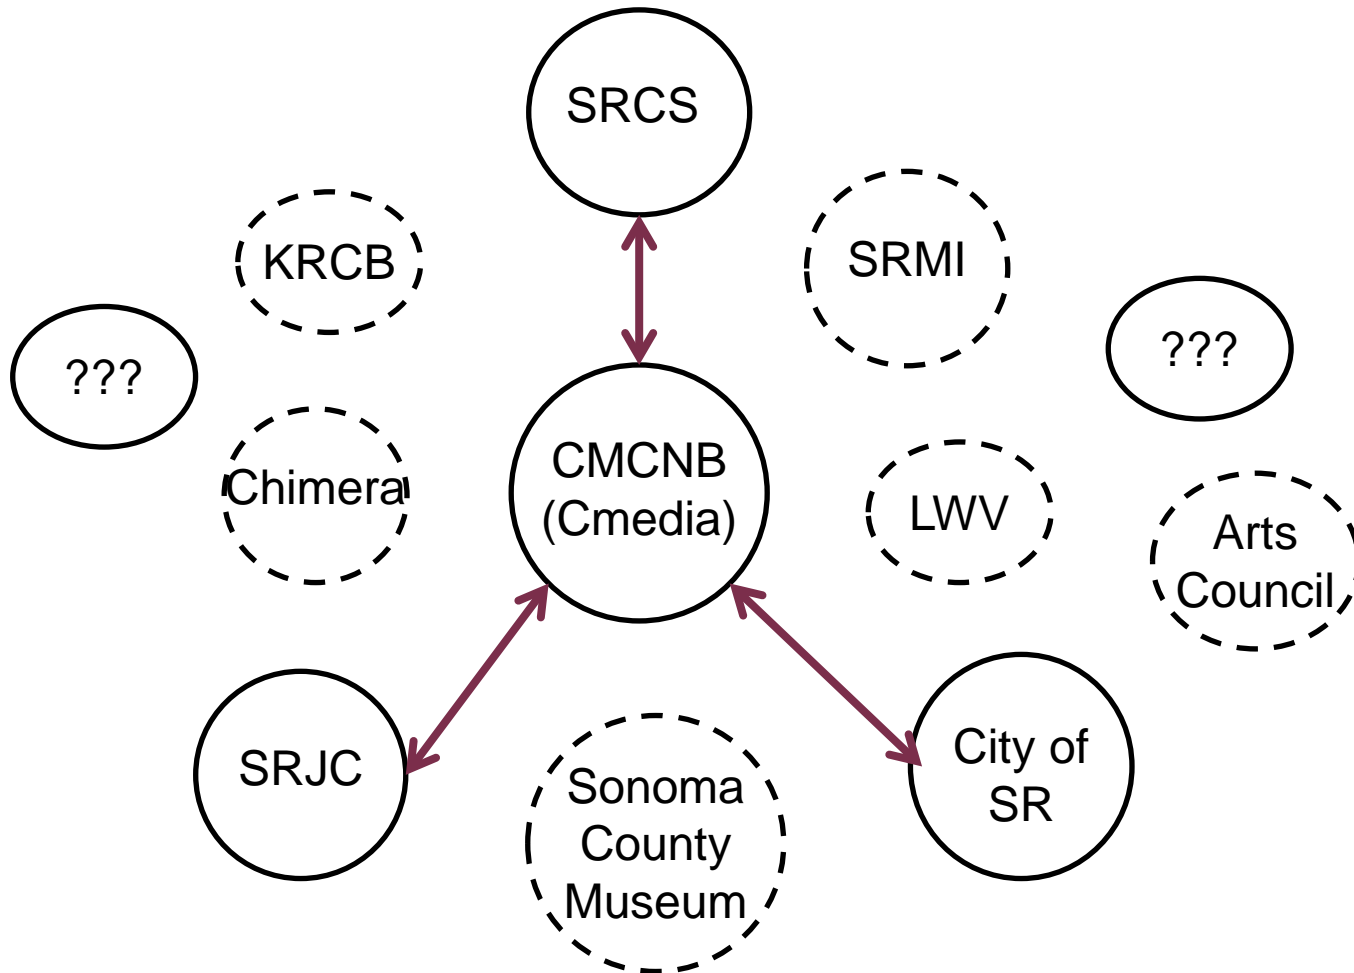 SRCS
KRCB
SRMI
???
???
Chimera
CMCNB
(Cmedia)
LWV
Arts
Council
SRJC
Sonoma
County
Museum
City of
SR